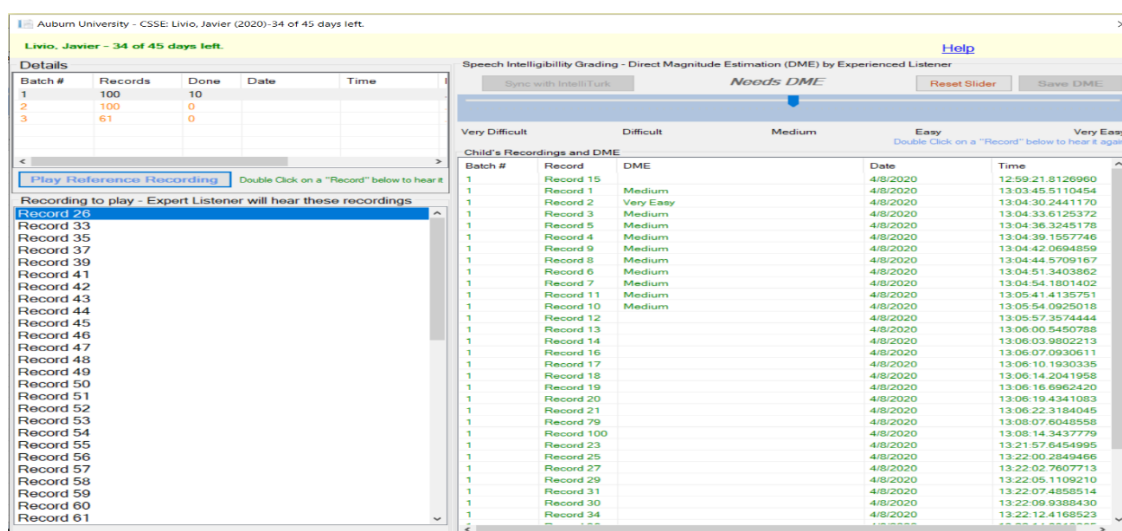 Auburn University - CSSE: Livio, Javier (2020)-34 of 45 days left.
Livio, Javier - 34 of 45 days left.
Help
Details
Batch # Records Done Date Time
1 100 10
2 100 0
3 61 0
Play Reference Recording Double Click on a "Record" below to hear it
Recording to play - Expert Listener will hear these recordings
Record 26
Record 33
Record 35
Record 37
Record 39
Record 41
Record 42
Record 43
Record 44
Record 45
Record 46
Record 47
Record 48
Record 49
Record 50
Record 51
Record 52
Record 53
Record 54
Record 55
Record 56
Record 57
Record 58
Record 59
Record 60
Record 61
Speech Intelligibility Grading - Direct Magnitude Estimation (DME) by Experienced Listener
Sync with IntelliTurk Needs DME Reset Slider Save DME
Very Difficult Difficult Medium Easy Very Easy
Double Click on a "Record" below to hear it again
Child's Recordings and DME
Batch # Record DME Date Time
1 Record 15 4/8/2020 12:59:21.8126960
1 Record 1 Medium 4/8/2020 13:03:45.5110454
1 Record 2 Very Easy 4/8/2020 13:04:30.2441170
1 Record 3 Medium 4/8/2020 13:04:33.6125372
1 Record 5 Medium 4/8/2020 13:04:36.3245178
1 Record 4 Medium 4/8/2020 13:04:39.1557746
1 Record 9 Medium 4/8/2020 13:04:42.0694859
1 Record 8 Medium 4/8/2020 13:04:44.5709167
1 Record 6 Medium 4/8/2020 13:04:51.3403862
1 Record 7 Medium 4/8/2020 13:04:54.1801402
1 Record 11 Medium 4/8/2020 13:05:41.4135751
1 Record 10 Medium 4/8/2020 13:05:54.0925018
1 Record 12 4/8/2020 13:05:57.3574444
1 Record 13 4/8/2020 13:06:00.5450788
1 Record 14 4/8/2020 13:06:03.9802213
1 Record 16 4/8/2020 13:06:07.0930611
1 Record 17 4/8/2020 13:06:10.1930335
1 Record 18 4/8/2020 13:06:14.2041958
1 Record 19 4/8/2020 13:06:16.6962420
1 Record 20 4/8/2020 13:06:19.4341083
1 Record 21 4/8/2020 13:06:22.3184045
1 Record 79 4/8/2020 13:08:07.6048558
1 Record 100 4/8/2020 13:08:14.3437779
1 Record 23 4/8/2020 13:21:57.6454995
1 Record 25 4/8/2020 13:22:00.2849466
1 Record 27 4/8/2020 13:22:02.7607713
1 Record 29 4/8/2020 13:22:05.1109210
1 Record 31 4/8/2020 13:22:07.4858514
1 Record 30 4/8/2020 13:22:09.9388430
1 Record 34 4/8/2020 13:22:12.4168523